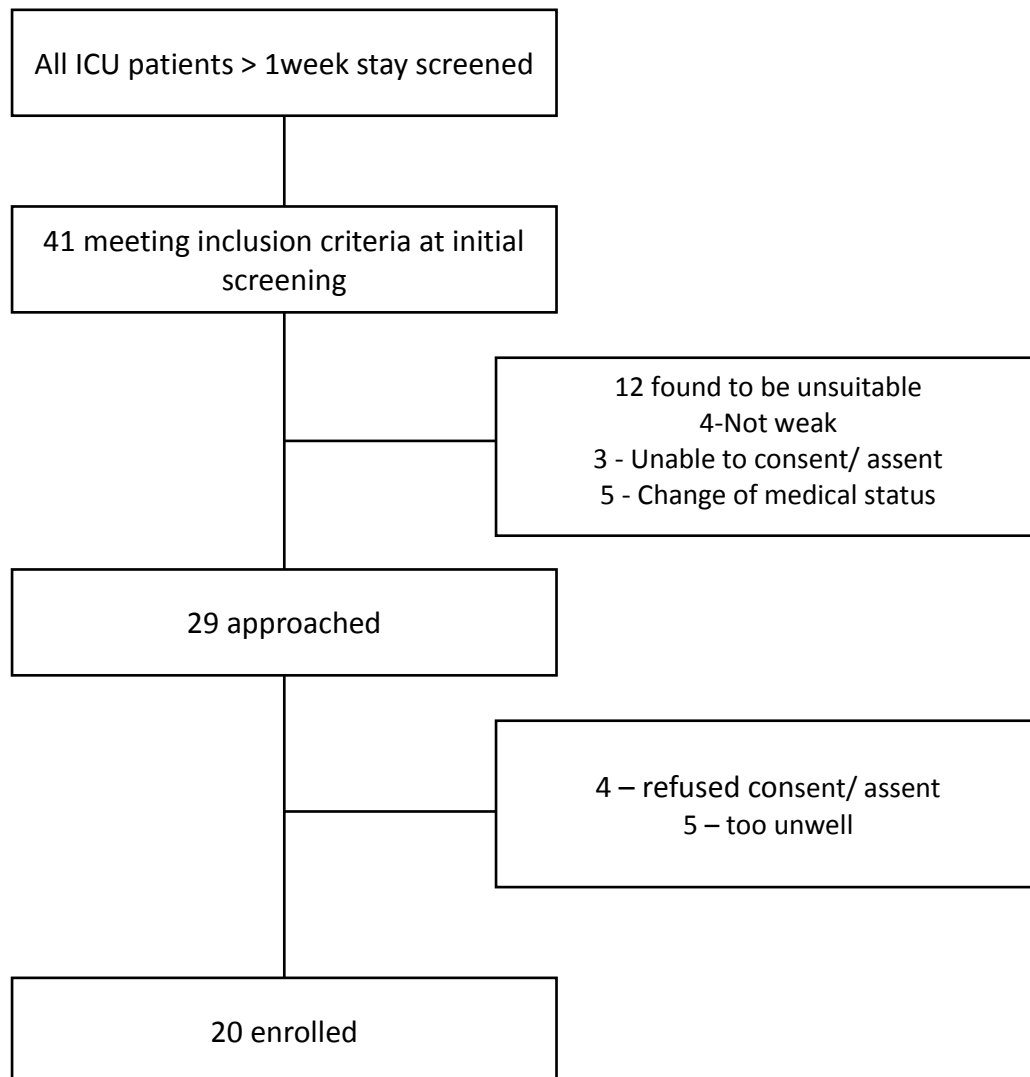 All ICU patients > 1week stay screened
41 meeting inclusion criteria at initial
screening
12 found to be unsuitable
4-Not weak
3 - Unable to consent/ assent
5 - Change of medical status
29 approached
4 – refused consent/ assent
5 – too unwell
20 enrolled